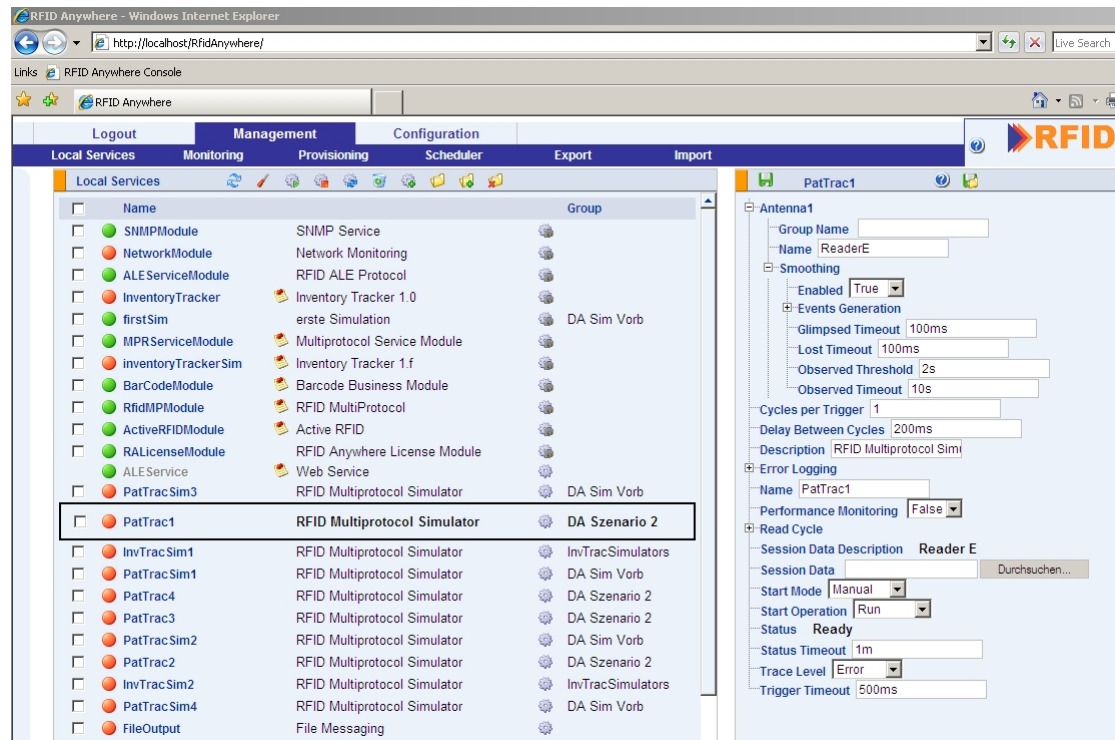 RFID Anywhere - Windows Internet Explorer
http://localhost/RfidAnywhere/
Live Search
Links RFID Anywhere Console
RFID Anywhere
Logout Management Configuration
Local Services Monitoring Provisioning Scheduler Export Import
RFID
Local Services
Name Group
SNMPModule SNMP Service
NetworkModule Network Monitoring
ALEServiceModule RFID ALE Protocol
InventoryTracker Inventory Tracker 1.0
firstSim erste Simulation DA Sim Vorb
MPRServiceModule Multiprotocol Service Module
inventoryTrackerSim Inventory Tracker 1.f
BarCodeModule Barcode Business Module
RfidMPModule RFID MultiProtocol
ActiveRFIDModule Active RFID
RALicenseModule RFID Anywhere License Module
ALEService Web Service
PatTracSim3 RFID Multiprotocol Simulator DA Sim Vorb
PatTrac1 RFID Multiprotocol Simulator DA Szenario 2
InvTracSim1 RFID Multiprotocol Simulator InvTracSimulators
PatTracSim1 RFID Multiprotocol Simulator DA Sim Vorb
PatTrac4 RFID Multiprotocol Simulator DA Szenario 2
PatTrac3 RFID Multiprotocol Simulator DA Szenario 2
PatTracSim2 RFID Multiprotocol Simulator DA Sim Vorb
PatTrac2 RFID Multiprotocol Simulator DA Szenario 2
InvTracSim2 RFID Multiprotocol Simulator InvTracSimulators
PatTracSim4 RFID Multiprotocol Simulator DA Sim Vorb
FileOutput File Messaging
PatTrac1
Antenna1
Group Name
Name ReaderE
Smoothing
Enabled True
Events Generation
Glimpsed Timeout 100ms
Lost Timeout 100ms
Observed Threshold 2s
Observed Timeout 10s
Cycles per Trigger 1
Delay Between Cycles 200ms
Description RFID Multiprotocol Simu
Error Logging
Name PatTrac1
Performance Monitoring False
Read Cycle
Session Data Description Reader E
Session Data Durchsuchen...
Start Mode Manual
Start Operation Run
Status Ready
Status Timeout 1m
Trace Level Error
Trigger Timeout 500ms